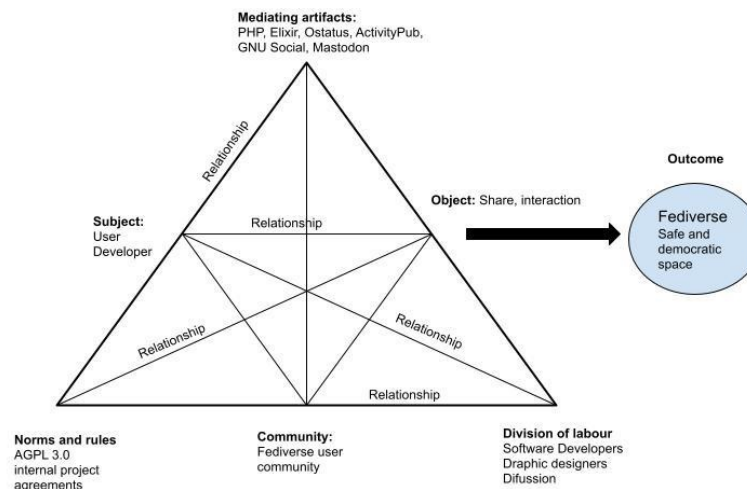 Mediating artifacts:
PHP, Elixir, Ostatus, ActivityPub,
GNU Social, Mastodon
Relationship
Outcome
Object: Share, interaction
Subject:
User
Developer
Relationship
Fediverse
Safe and
democratic
space
Relationship
Relationship
Relationship
Norms and rules
AGPL 3.0
internal project
agreements
Community:
Fediverse user
community
Division of labour
Software Developers
Draphic designers
Difussion